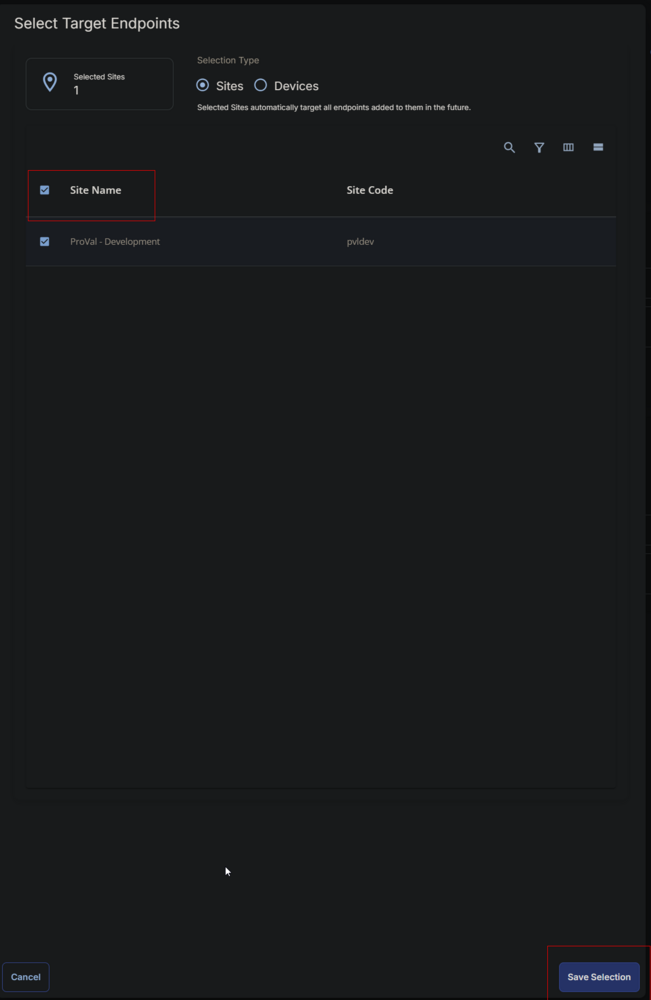 Select Target Endpoints
Selection Type
Selected Sites
1
Sites
Devices
Selected Sites automatically target all endpoints added to them in the future.
Site Name
Site Code
ProVal - Development
pvldev
Cancel
Save Selection